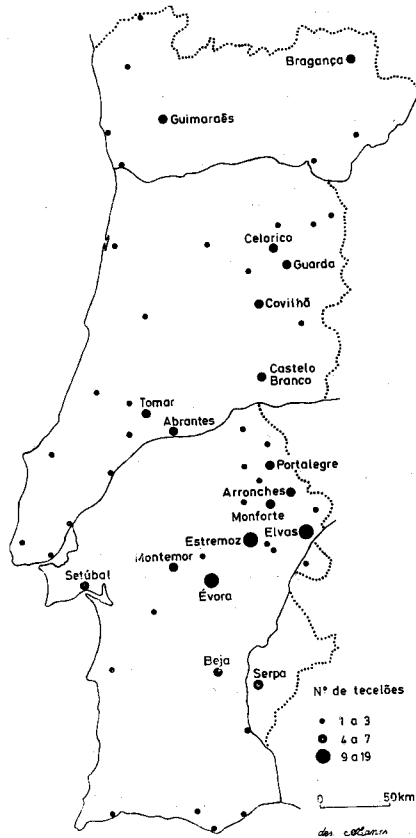 Bragança
Guimarães
Celorico
Guarda
Covilhã
Castelo
Branco
Tomar
Abrantes
Portalegre
Arronches
Monforte
Elvas
Estremoz
Montemor
Évora
Setúbal
Beja
Serpa
Nº de tecelões
1 a 3
4 a 7
9 a 19
0 50km
des.